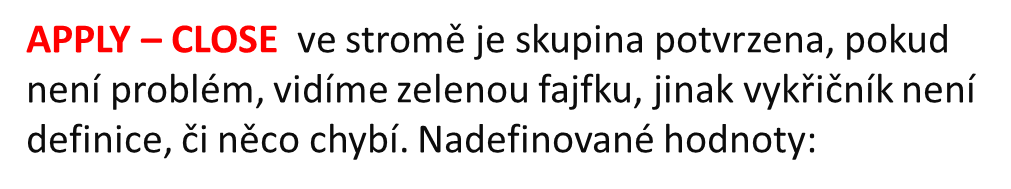 APPLY – CLOSE ve stromě je skupina potvrzena, pokud
není problém, vidíme zelenou fajfku, jinak vykřičník není
definice, či něco chybí. Nadefinované hodnoty: